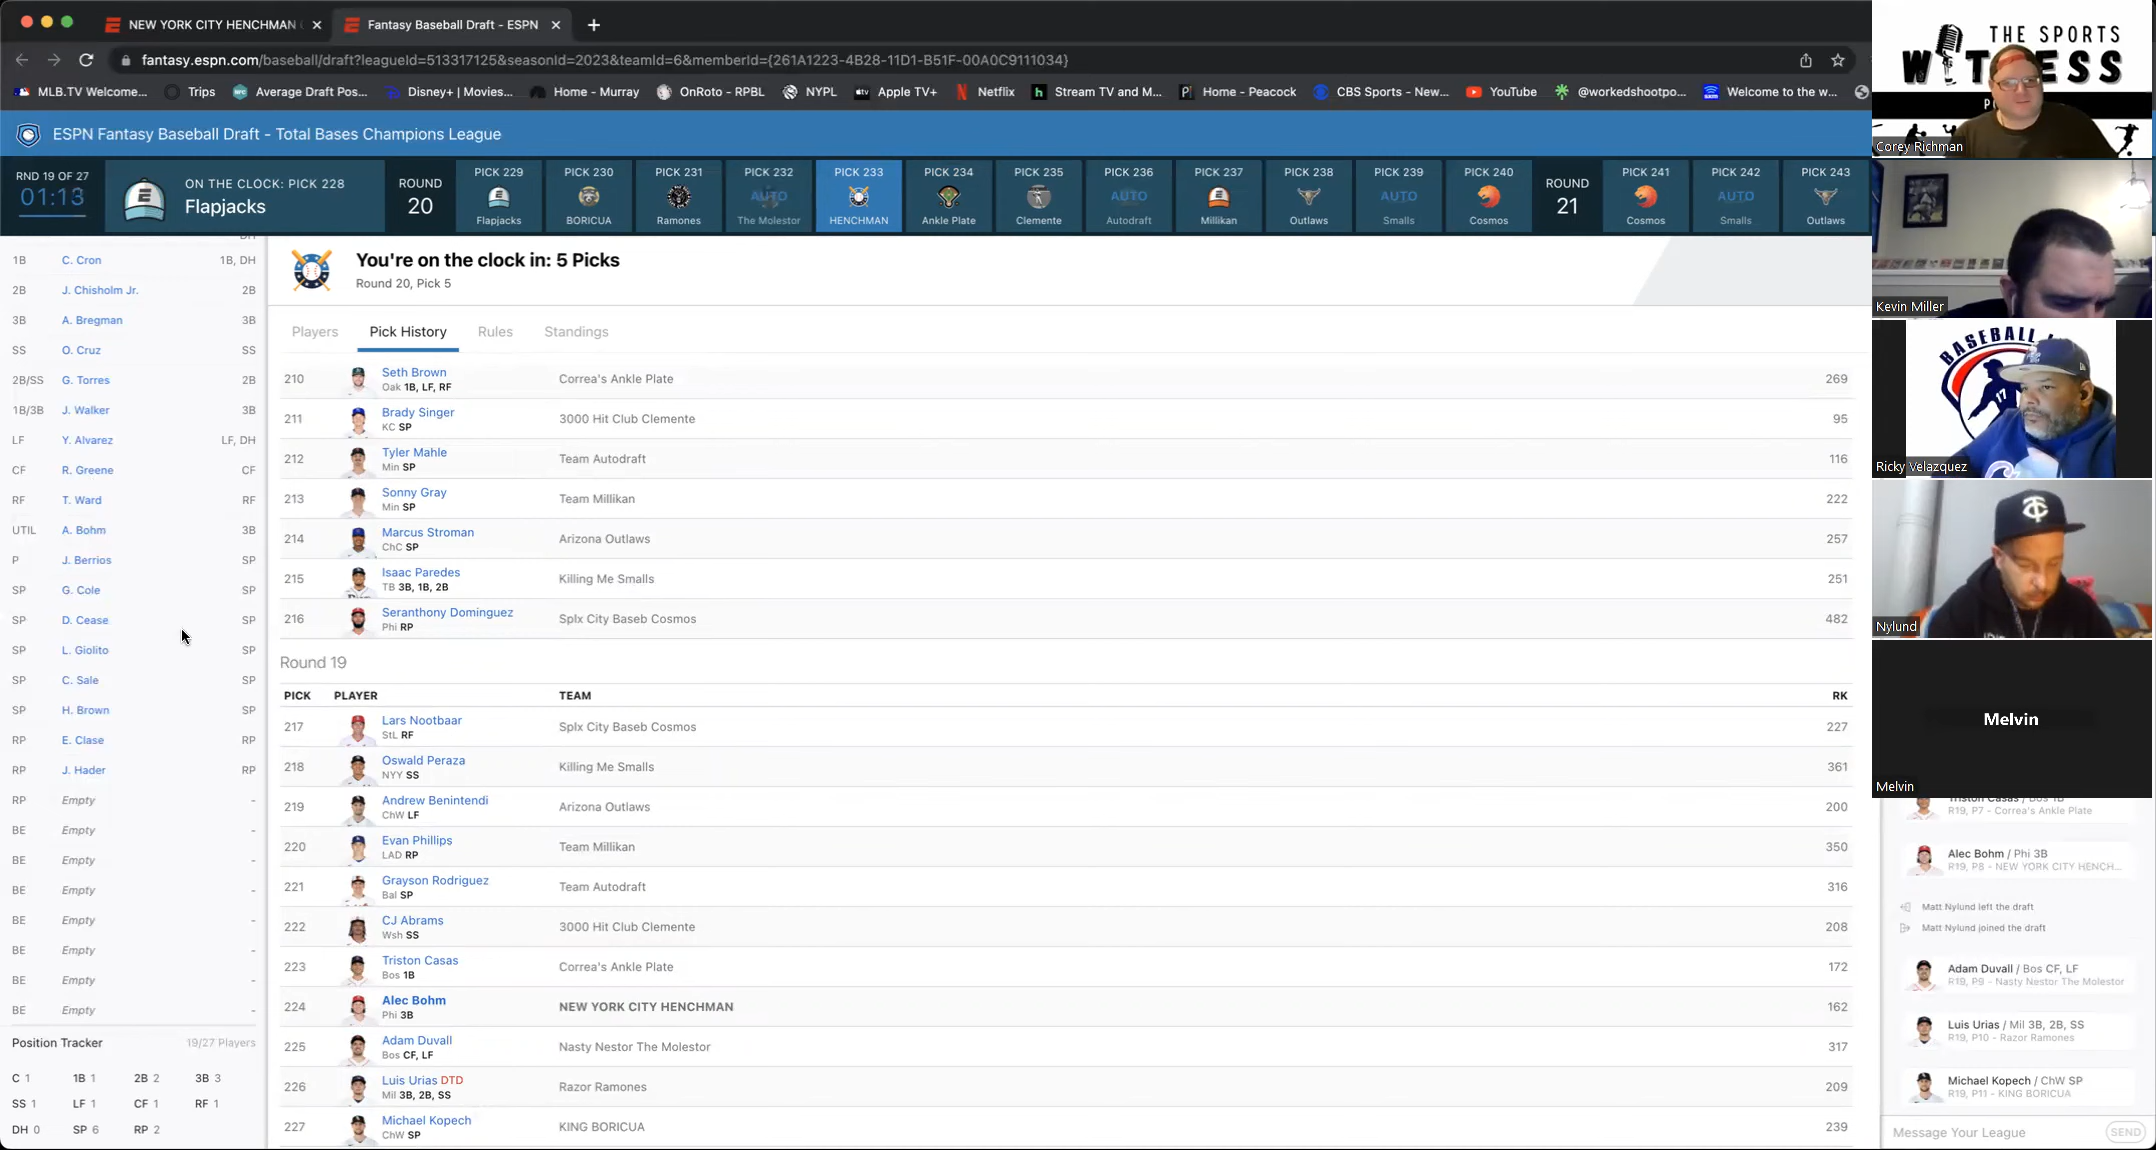 NEW YORK CITY HENCHMAN
Fantasy Baseball Draft - ESPN
fantasy.espn.com/baseball/draft?leagueId=513317125&seasonId=2023&teamId=6&memberId={261A1223-4B28-11D1-B51F-00A0C9111034}
MLB.TV Welcome... Trips Average Draft Pos... Disney+ | Movies... Home - Murray OnRoto - RPBL NYPL Apple TV+ Netflix Stream TV and M... Home - Peacock CBS Sports - New... YouTube @workedshootpo... Welcome to the w...
ESPN Fantasy Baseball Draft - Total Bases Champions League
RND 19 OF 27
01:13
ON THE CLOCK: PICK 228
Flapjacks
ROUND
20
PICK 229
Flapjacks
PICK 230
BORICUA
PICK 231
Ramones
PICK 232
AUTO
The Molestor
PICK 233
HENCHMAN
PICK 234
Ankle Plate
PICK 235
Clemente
PICK 236
AUTO
Autodraft
PICK 237
Millikan
PICK 238
Outlaws
PICK 239
AUTO
Smalls
PICK 240
Cosmos
ROUND
21
PICK 241
Cosmos
PICK 242
AUTO
Smalls
PICK 243
Outlaws
DH
1B C. Cron 1B, DH
2B J. Chisholm Jr. 2B
3B A. Bregman 3B
SS O. Cruz SS
2B/SS G. Torres 2B
1B/3B J. Walker 3B
LF Y. Alvarez LF, DH
CF R. Greene CF
RF T. Ward RF
UTIL A. Bohm 3B
P J. Berrios SP
SP G. Cole SP
SP D. Cease SP
SP L. Giolito SP
SP C. Sale SP
SP H. Brown SP
RP E. Clase RP
RP J. Hader RP
RP Empty -
BE Empty -
BE Empty -
BE Empty -
BE Empty -
BE Empty -
BE Empty -
BE Empty -
Position Tracker 19/27 Players
C 1 1B 1 2B 2 3B 3
SS 1 LF 1 CF 1 RF 1
DH 0 SP 6 RP 2
You're on the clock in: 5 Picks
Round 20, Pick 5
Players Pick History Rules Standings
210 Seth Brown Correa's Ankle Plate 269
Oak 1B, LF, RF
211 Brady Singer 3000 Hit Club Clemente 95
KC SP
212 Tyler Mahle Team Autodraft 116
Min SP
213 Sonny Gray Team Millikan 222
Min SP
214 Marcus Stroman Arizona Outlaws 257
ChC SP
215 Isaac Paredes Killing Me Smalls 251
TB 3B, 1B, 2B
216 Seranthony Dominguez Splx City Baseb Cosmos 482
Phi RP
Round 19
PICK PLAYER TEAM RK
217 Lars Nootbaar Splx City Baseb Cosmos 227
StL RF
218 Oswald Peraza Killing Me Smalls 361
NYY SS
219 Andrew Benintendi Arizona Outlaws 200
ChW LF
220 Evan Phillips Team Millikan 350
LAD RP
221 Grayson Rodriguez Team Autodraft 316
Bal SP
222 CJ Abrams 3000 Hit Club Clemente 208
Wsh SS
223 Triston Casas Correa's Ankle Plate 172
Bos 1B
224 Alec Bohm NEW YORK CITY HENCHMAN 162
Phi 3B
225 Adam Duvall Nasty Nestor The Molestor 317
Bos CF, LF
226 Luis Urias DTD Razor Ramones 209
Mil 3B, 2B, SS
227 Michael Kopech KING BORICUA 239
ChW SP
THE SPORTS
WITNESS
Corey Richman
Kevin Miller
BASEBALL
17
Ricky Velazquez
TC
Nylund
Melvin
Melvin
Triston Casas / Bos 1B
R19, P7 - Correa's Ankle Plate
Alec Bohm / Phi 3B
R19, P8 - NEW YORK CITY HENCH...
Matt Nylund left the draft
Matt Nylund joined the draft
Adam Duvall / Bos CF, LF
R19, P9 - Nasty Nestor The Molestor
Luis Urias / Mil 3B, 2B, SS
R19, P10 - Razor Ramones
Michael Kopech / ChW SP
R19, P11 - KING BORICUA
Message Your League SEND